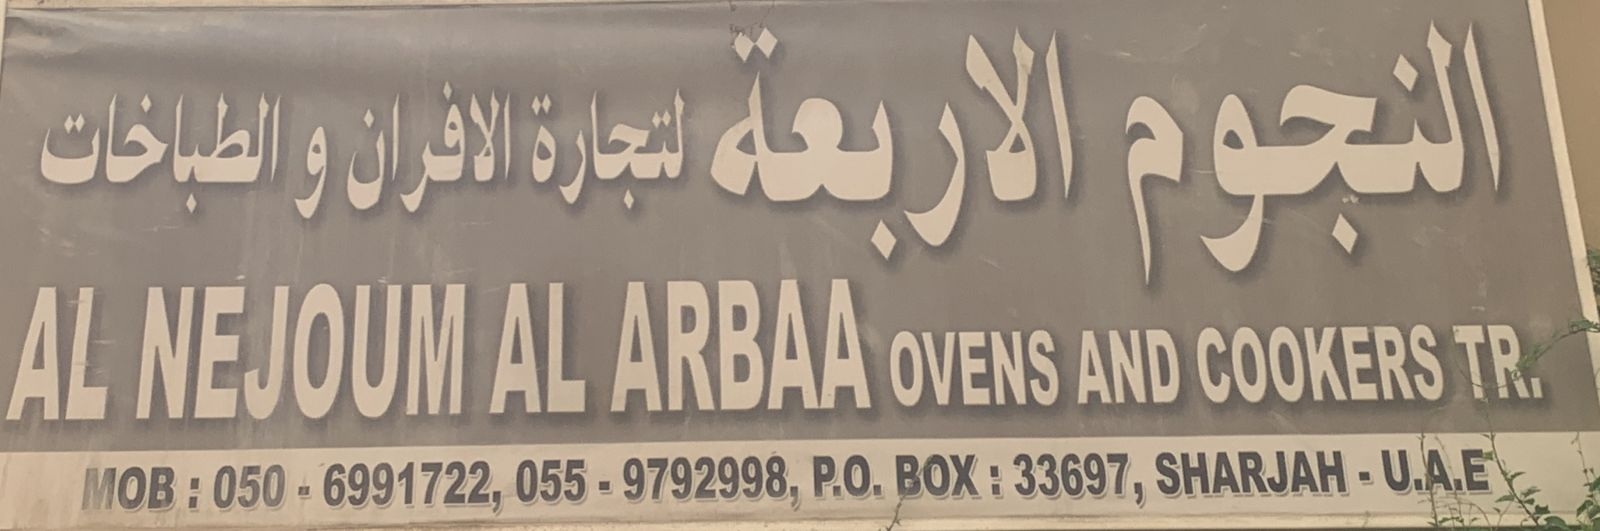 النجوم الاربعة لتجارة الافران و الطباخات
AL NEJOUM AL ARBAA OVENS AND COOKERS TR.
MOB : 050 - 6991722, 055 - 9792998, P.O. BOX : 33697, SHARJAH - U.A.E